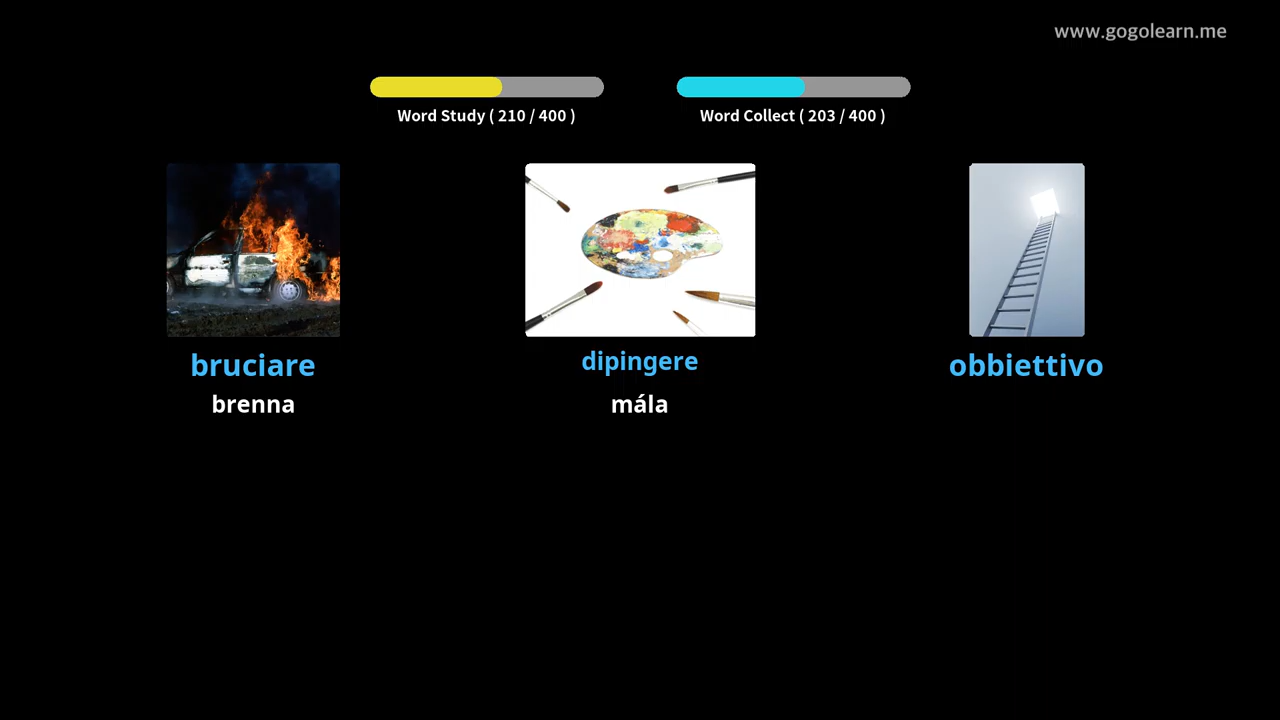 www.gogolearn.me
Word Study ( 210 / 400 )
Word Collect ( 203 / 400 )
bruciare
dipingere
obbiettivo
brenna
mála